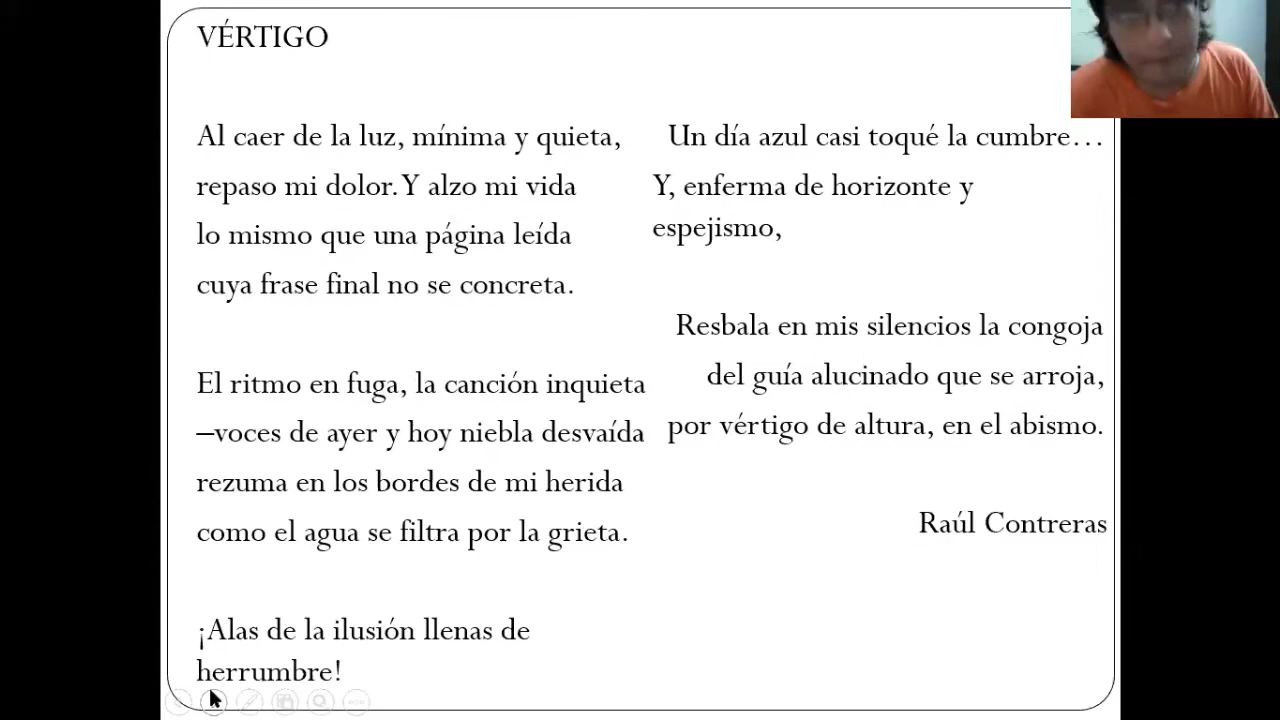 VÉRTIGO
Al caer de la luz, mínima y quieta,
repaso mi dolor. Y alzo mi vida
lo mismo que una página leída
cuya frase final no se concreta.
El ritmo en fuga, la canción inquieta
–voces de ayer y hoy niebla desvaída
rezuma en los bordes de mi herida
como el agua se filtra por la grieta.
¡Alas de la ilusión llenas de
herrumbre!
Un día azul casi toqué la cumbre…
Y, enferma de horizonte y
espejismo,
Resbala en mis silencios la congoja
del guía alucinado que se arroja,
por vértigo de altura, en el abismo.
Raúl Contreras